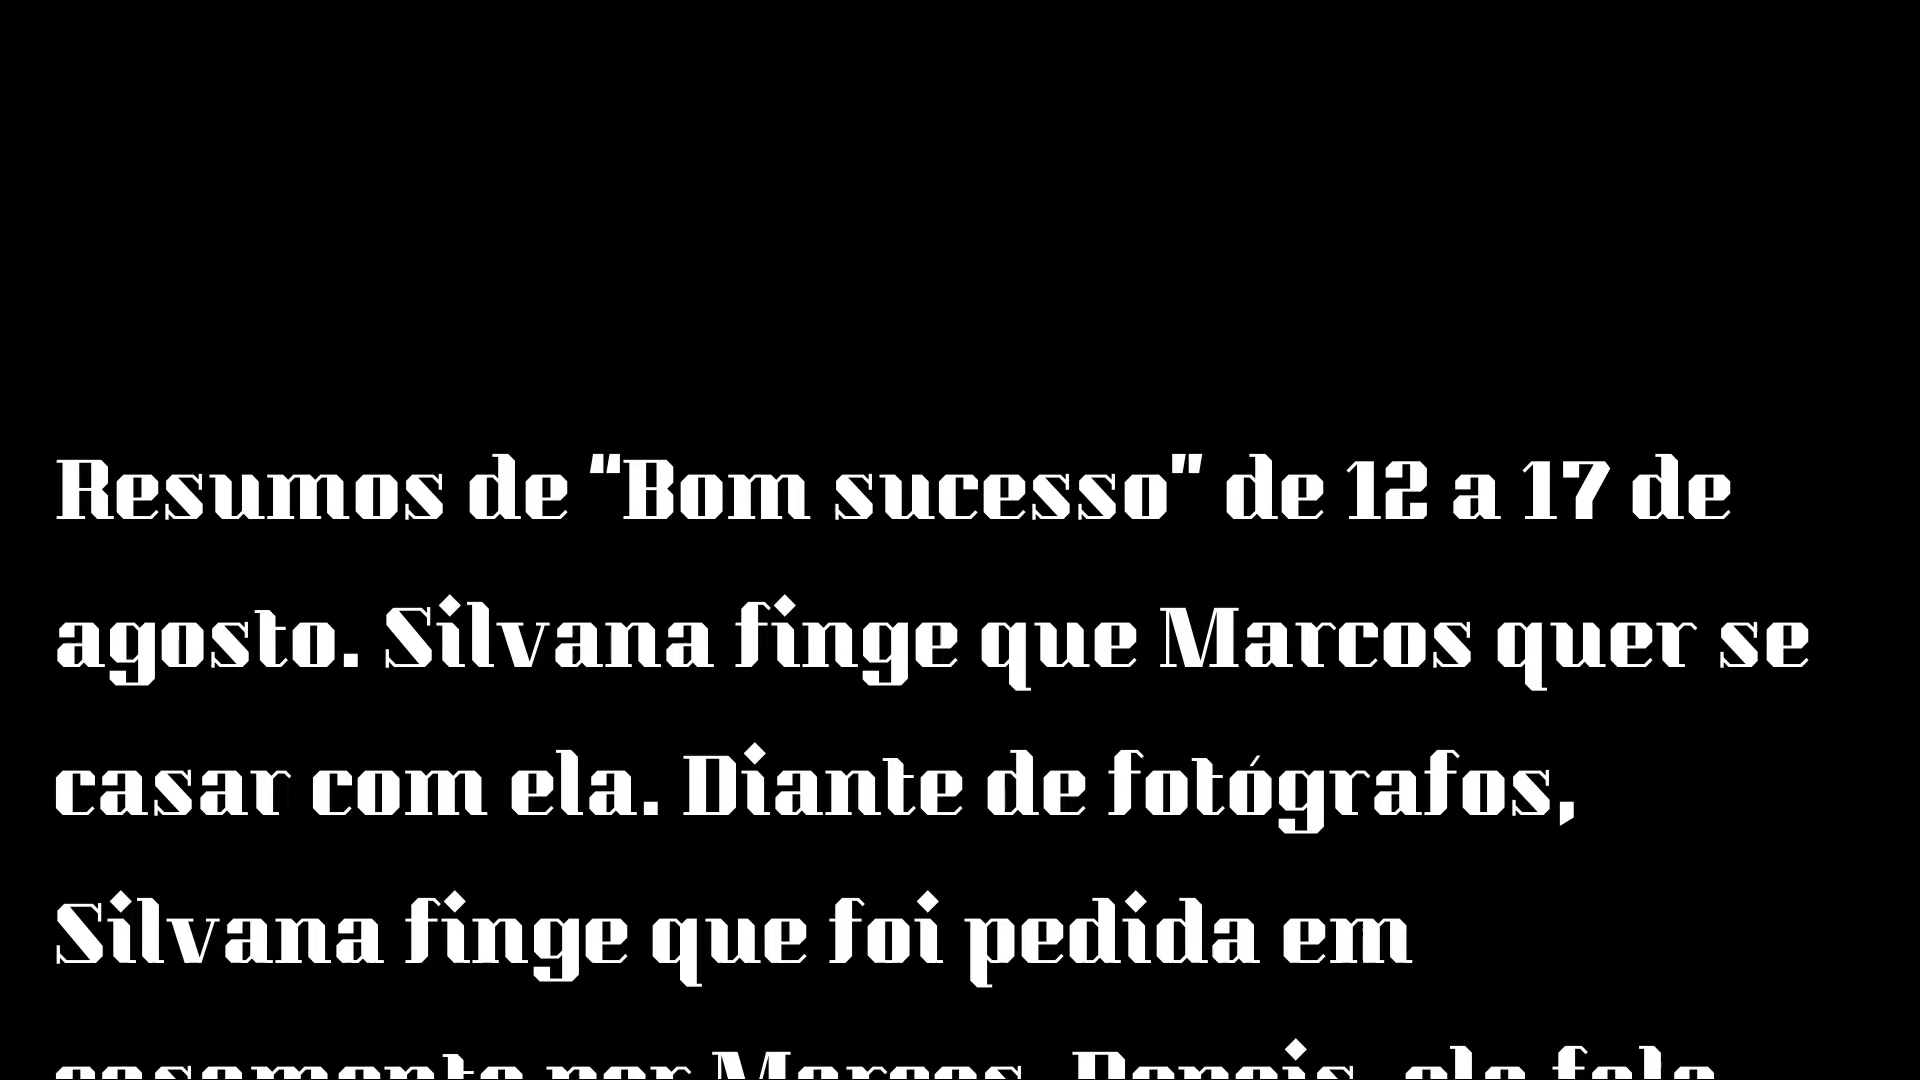 Resumos de “Bom sucesso” de 12 a 17 de
agosto. Silvana finge que Marcos quer se
casar com ela. Diante de fotógrafos,
Silvana finge que foi pedida em
casamento por Marcos. Depois, ela fala